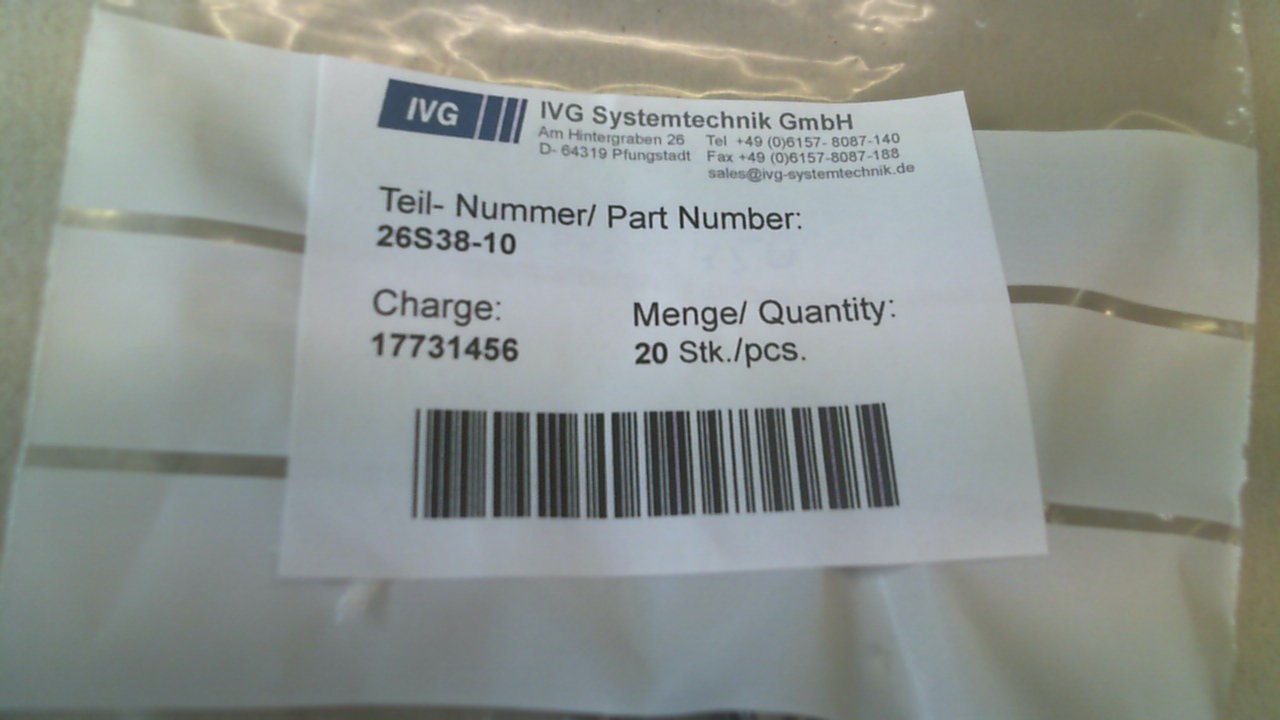 IVG
IVG Systemtechnik GmbH
Am Hintergraben 26 Tel +49 (0)6157- 8087-140
D- 64319 Pfungstadt Fax +49 (0)6157-8087-188
sales@ivg-systemtechnik.de
Teil- Nummer/ Part Number:
26S38-10
Charge: Menge/ Quantity:
17731456 20 Stk./pcs.